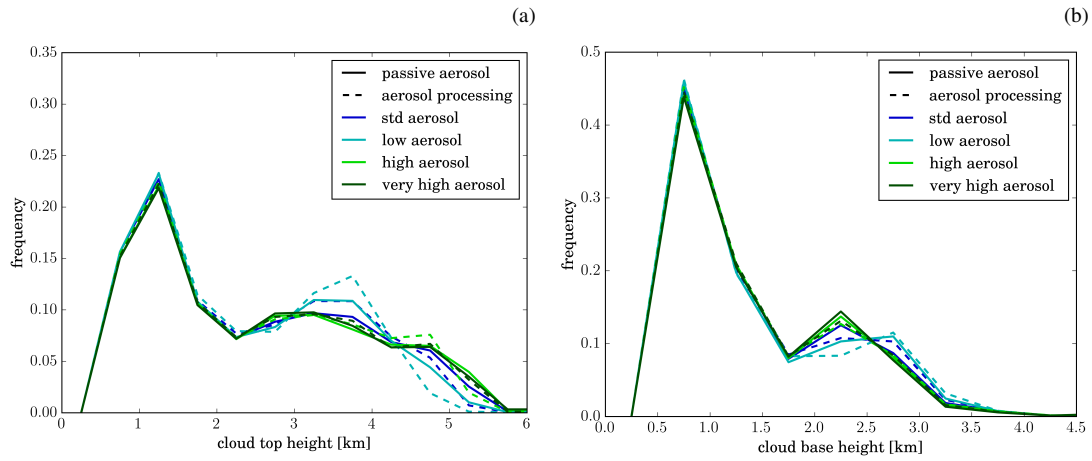 (a)
0.35
0.30
0.25
0.20
0.15
0.10
0.05
0.00
frequency
0 1 2 3 4 5 6
cloud top height [km]
passive aerosol
aerosol processing
std aerosol
low aerosol
high aerosol
very high aerosol
(b)
0.5
0.4
0.3
0.2
0.1
0.0
frequency
0.0 0.5 1.0 1.5 2.0 2.5 3.0 3.5 4.0 4.5
cloud base height [km]
passive aerosol
aerosol processing
std aerosol
low aerosol
high aerosol
very high aerosol